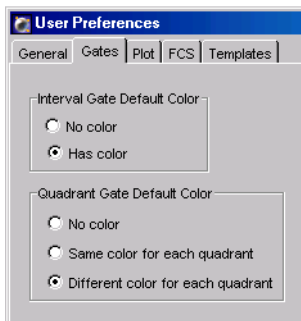 User Preferences
General Gates Plot FCS Templates
Interval Gate Default Color
No color
Has color
Quadrant Gate Default Color
No color
Same color for each quadrant
Different color for each quadrant